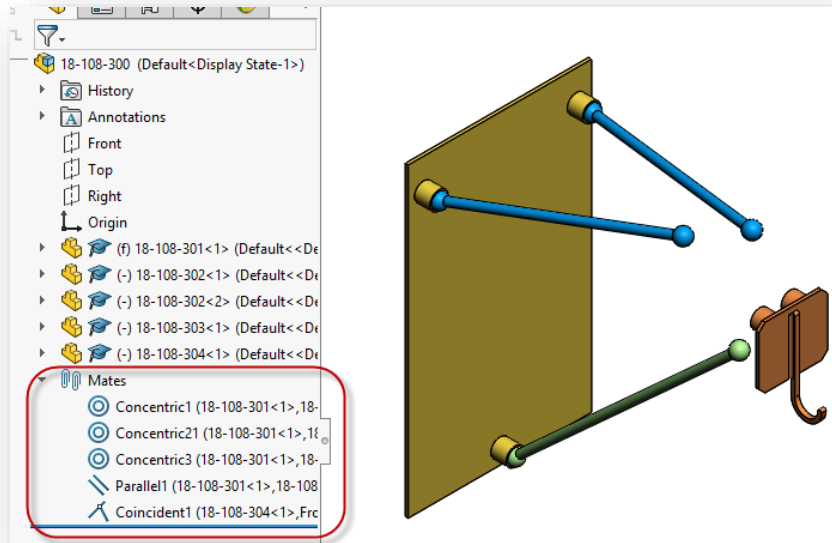 18-108-300 (Default<Display State-1>)
History
Annotations
Front
Top
Right
Origin
(f) 18-108-301<1> (Default<<De
(-) 18-108-302<1> (Default<<De
(-) 18-108-302<2> (Default<<De
(-) 18-108-303<1> (Default<<De
(-) 18-108-304<1> (Default<<De
Mates
Concentric1 (18-108-301<1>,18-
Concentric21 (18-108-301<1>,18
Concentric3 (18-108-301<1>,18-
Parallel1 (18-108-301<1>,18-108
Coincident1 (18-108-304<1>,Fro